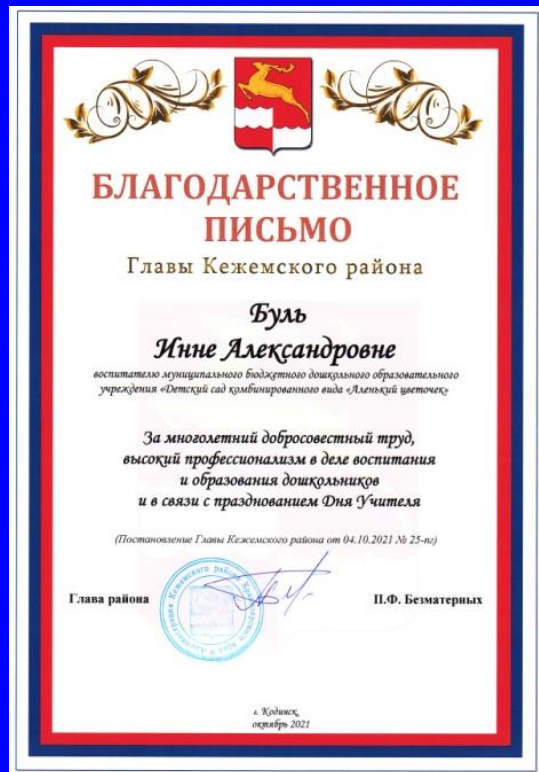 БЛАГОДАРСТВЕННОЕ
ПИСЬМО
Главы Кежемского района
Буль
Инне Александровне
воспитателю муниципального бюджетного дошкольного образовательного
учреждения «Детский сад комбинированного вида «Аленький цветочек»
За многолетний добросовестный труд,
высокий профессионализм в деле воспитания
и образования дошкольников
и в связи с празднованием Дня Учителя
(Постановление Главы Кежемского района от 04.10.2021 № 25-пг)
Глава района
П.Ф. Безматерных
г. Кодинск,
октябрь 2021